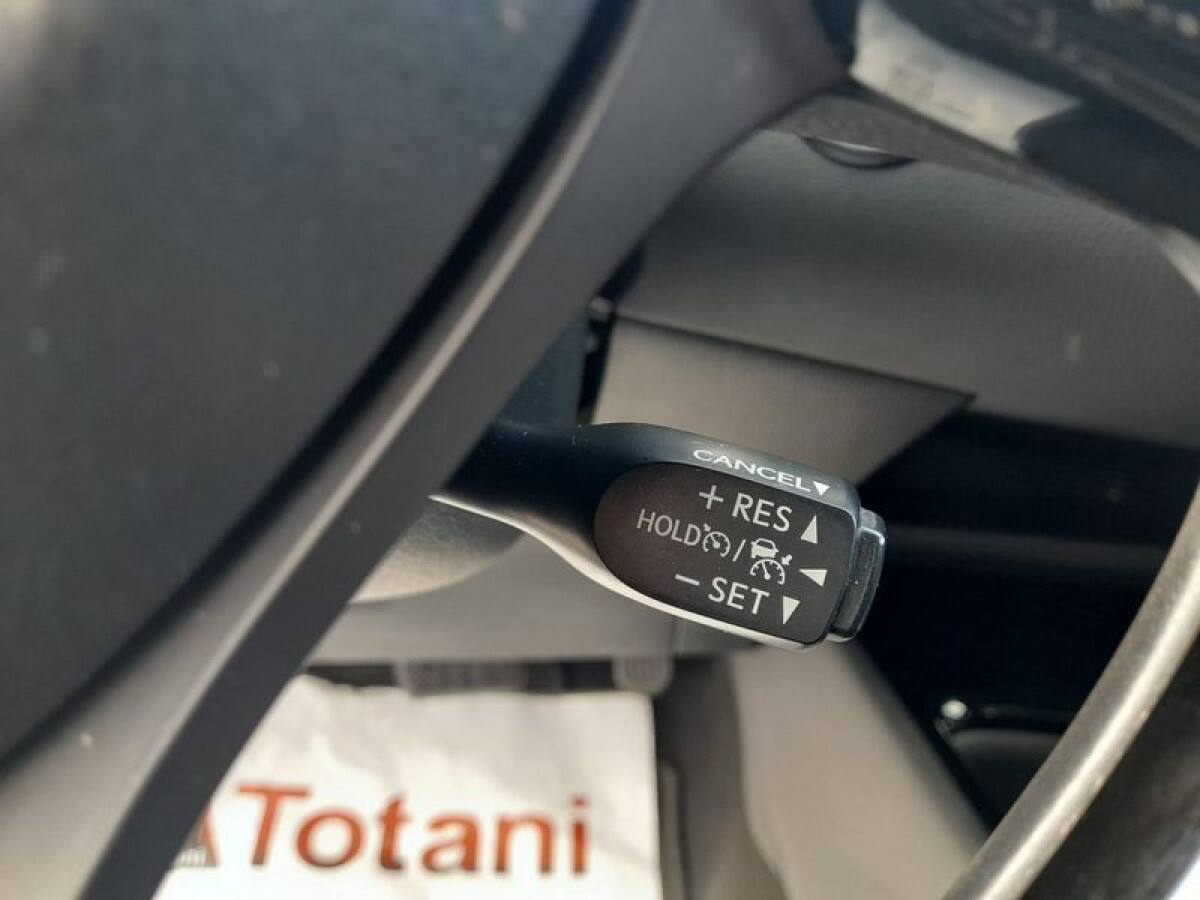 CANCEL▼
+ RES ▲
HOLD / ◀
− SET ▼
Totani